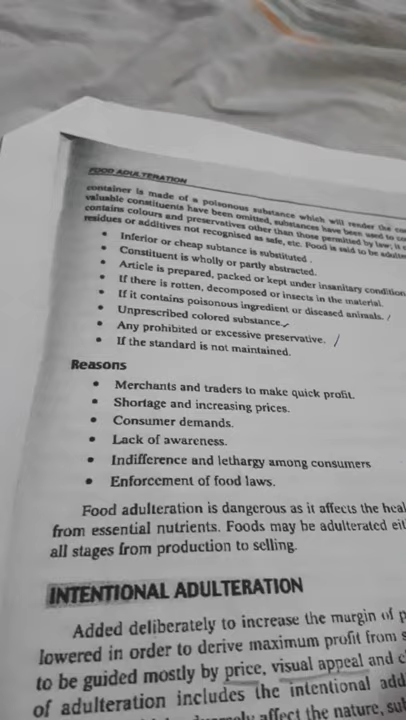 FOOD ADULTERATION
container is made of a poisonous substance which will render the
valuable constituents have been omitted, substances have been used to
contains colours and preservatives other than those permitted by law; it
residues or additives not recognised as safe, etc. Food is said to be
• Inferior or cheap subtance is substituted .
• Constituent is wholly or partly abstracted.
• Article is prepared, packed or kept under insanitary condition
• If there is rotten, decomposed or insects in the material.
• If it contains poisonous ingredient or diseased animals.
• Unprescribed colored substance.
• Any prohibited or excessive preservative.
• If the standard is not maintained.
Reasons
• Merchants and traders to make quick profit.
• Shortage and increasing prices.
• Consumer demands.
• Lack of awareness.
• Indifference and lethargy among consumers
• Enforcement of food laws.
Food adulteration is dangerous as it affects the
from essential nutrients. Foods may be adulterated
all stages from production to selling.
INTENTIONAL ADULTERATION
Added deliberately to increase the margin of
lowered in order to derive maximum profit from
to be guided mostly by price, visual appeal and
of adulteration includes the intentional
affect the nature,